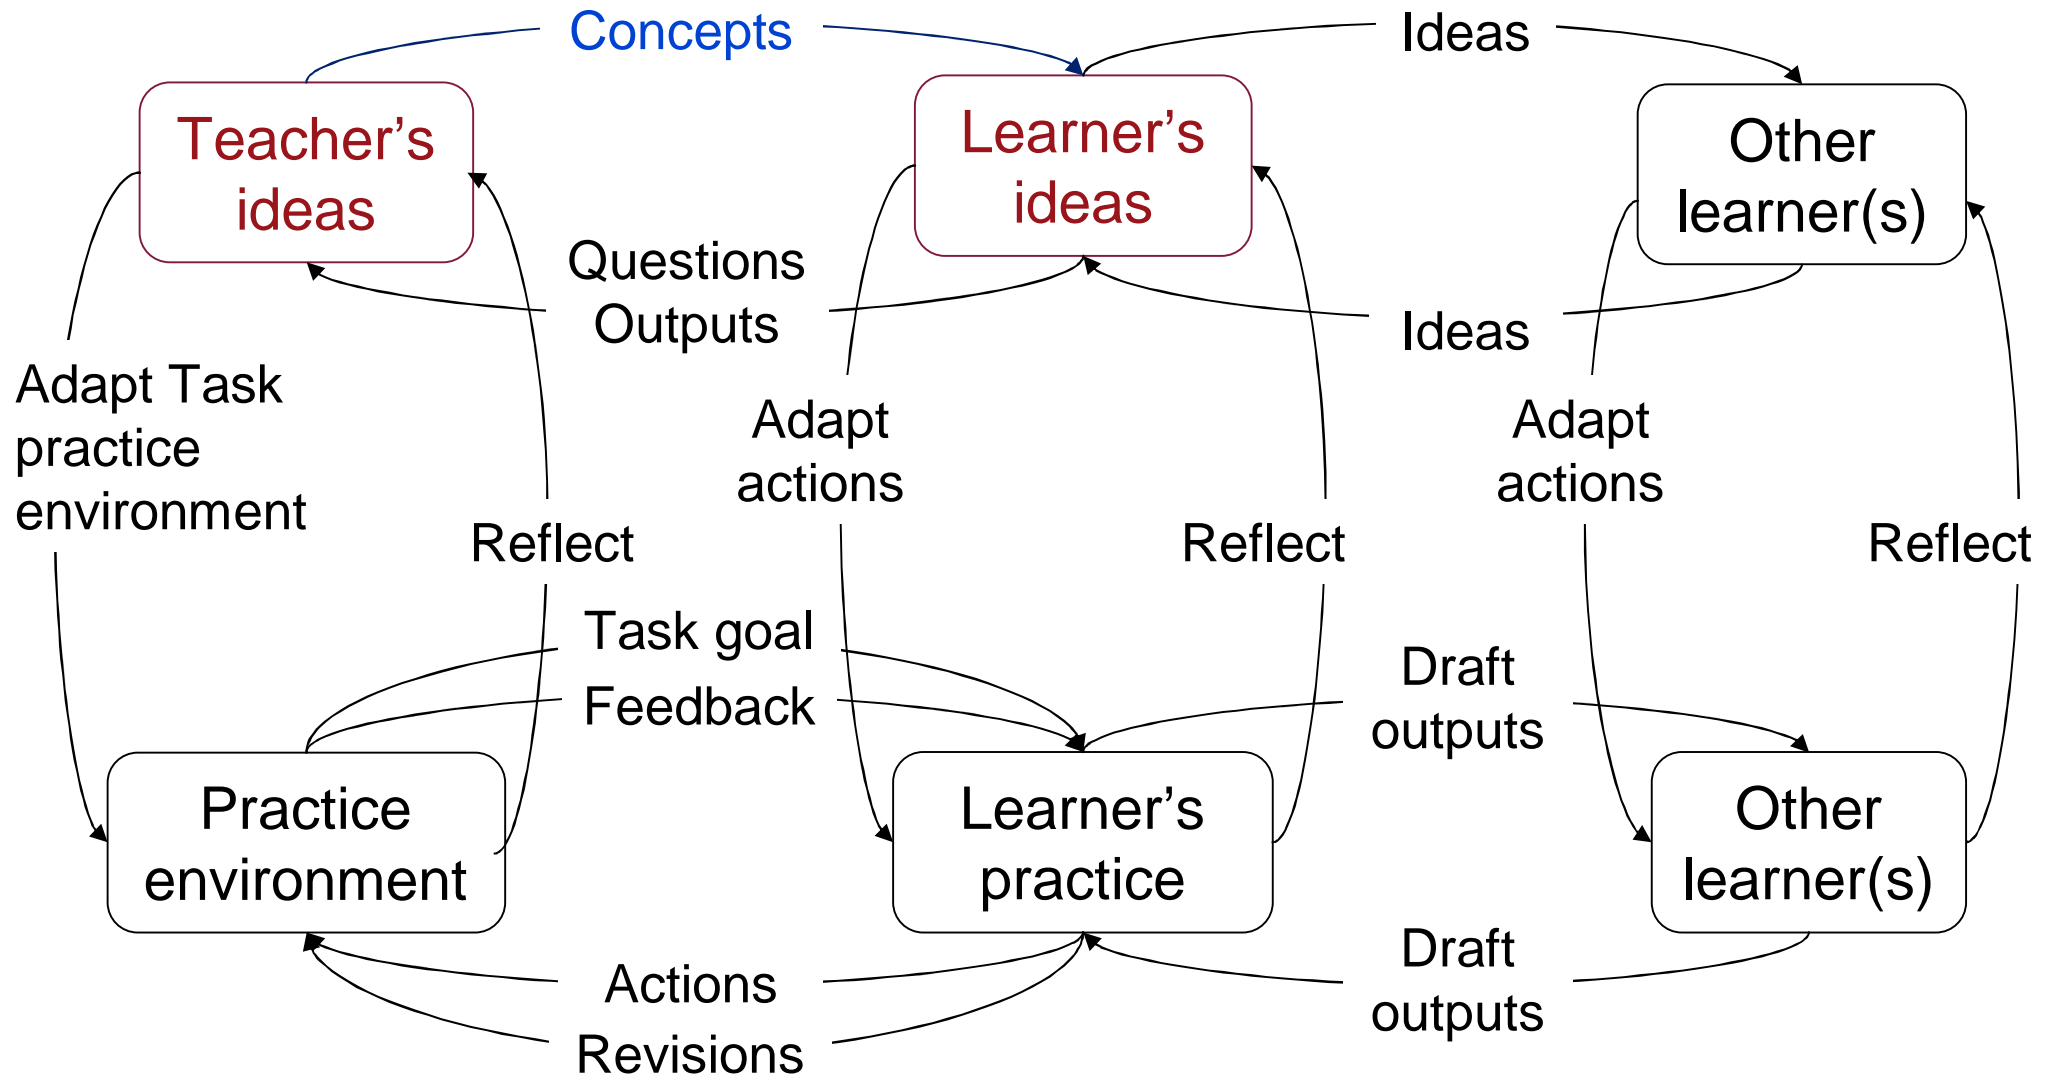 Concepts
Ideas
Teacher’s
ideas
Learner’s
ideas
Other
learner(s)
Questions
Outputs
Ideas
Adapt Task
practice
environment
Adapt
actions
Adapt
actions
Reflect
Reflect
Reflect
Task goal
Feedback
Draft
outputs
Practice
environment
Learner’s
practice
Other
learner(s)
Actions
Revisions
Draft
outputs